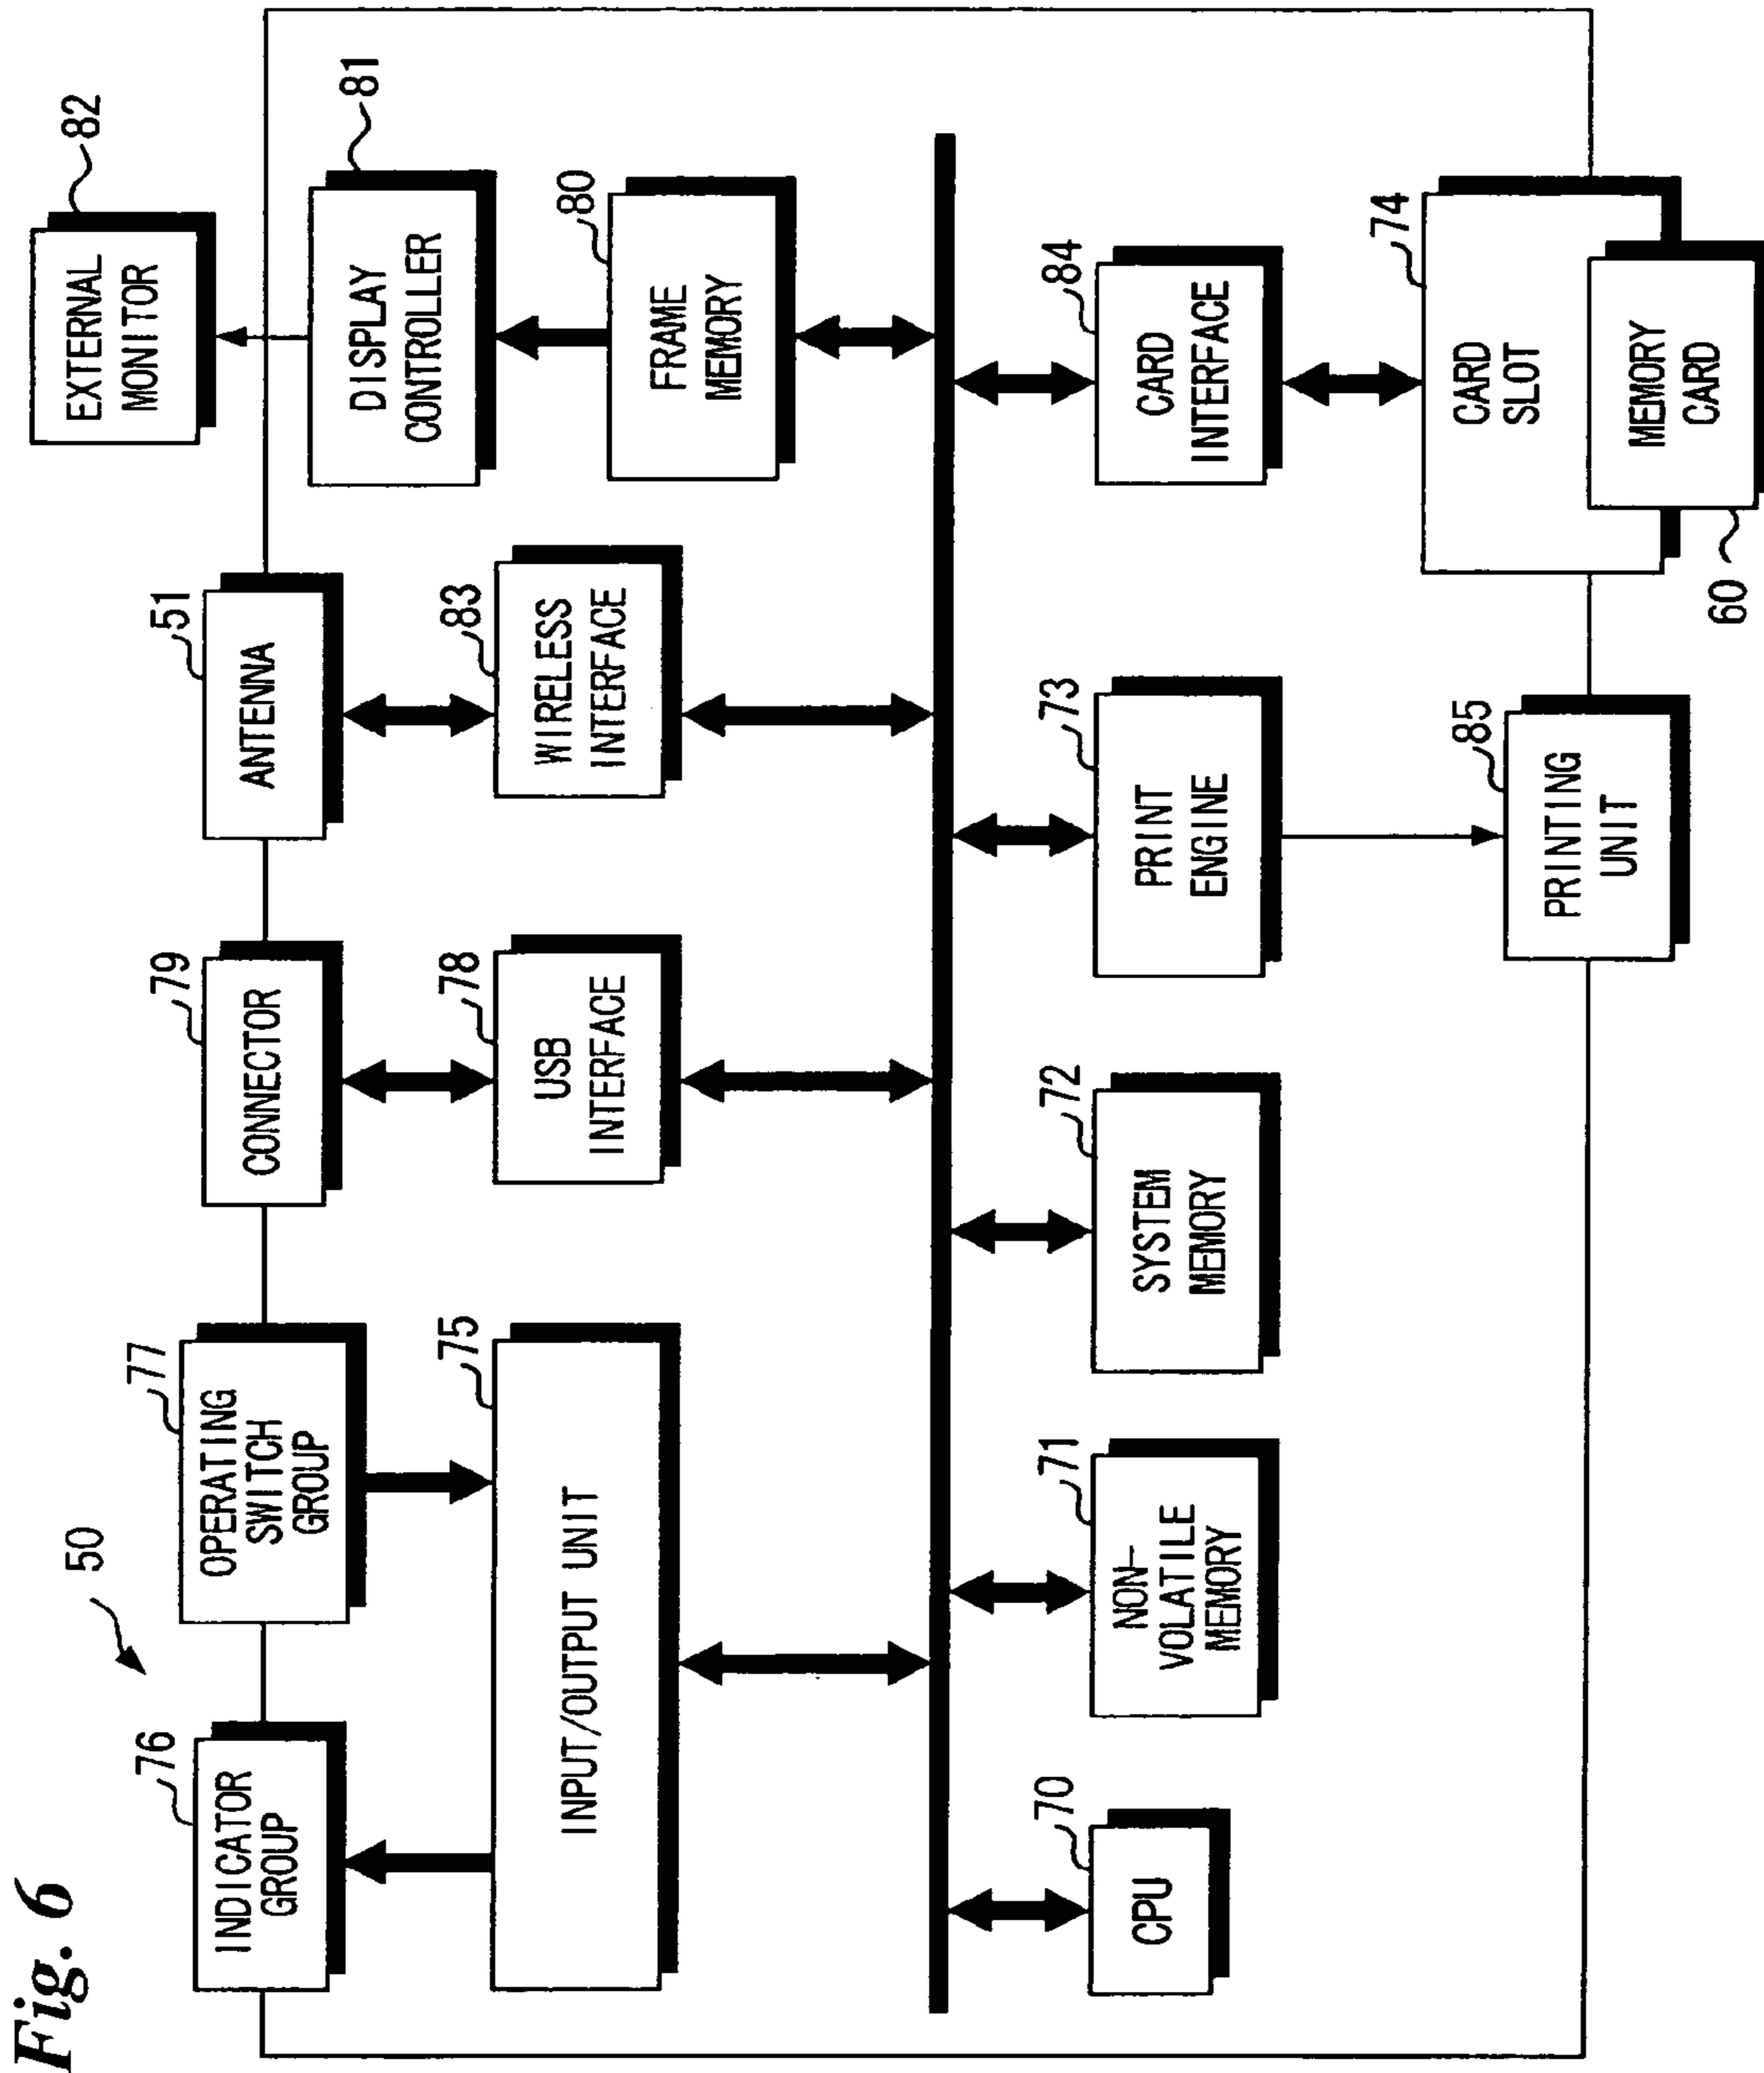 Fig. 6
50
76
INDICATOR
GROUP
77
OPERATING
SWITCH
GROUP
79
CONNECTOR
51
ANTENNA
82
EXTERNAL
MONITOR
75
INPUT/OUTPUT UNIT
78
USB
INTERFACE
83
WIRELESS
INTERFACE
81
DISPLAY
CONTROLLER
80
FRAME
MEMORY
70
CPU
71
NON-
VOLATILE
MEMORY
72
SYSTEM
MEMORY
73
PRINT
ENGINE
84
CARD
INTERFACE
85
PRINTING
UNIT
74
CARD
SLOT
60
MEMORY
CARD